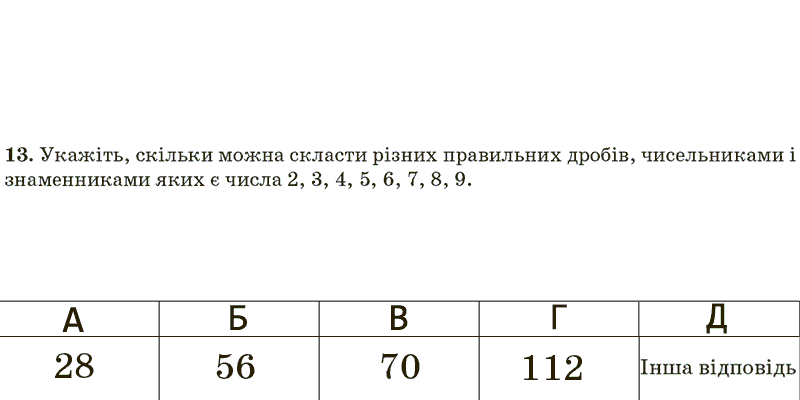 13. Укажіть, скільки можна скласти різних правильних дробів, чисельниками і
знаменниками яких є числа 2, 3, 4, 5, 6, 7, 8, 9.
А Б В Г Д
28 56 70 112 Інша відповідь